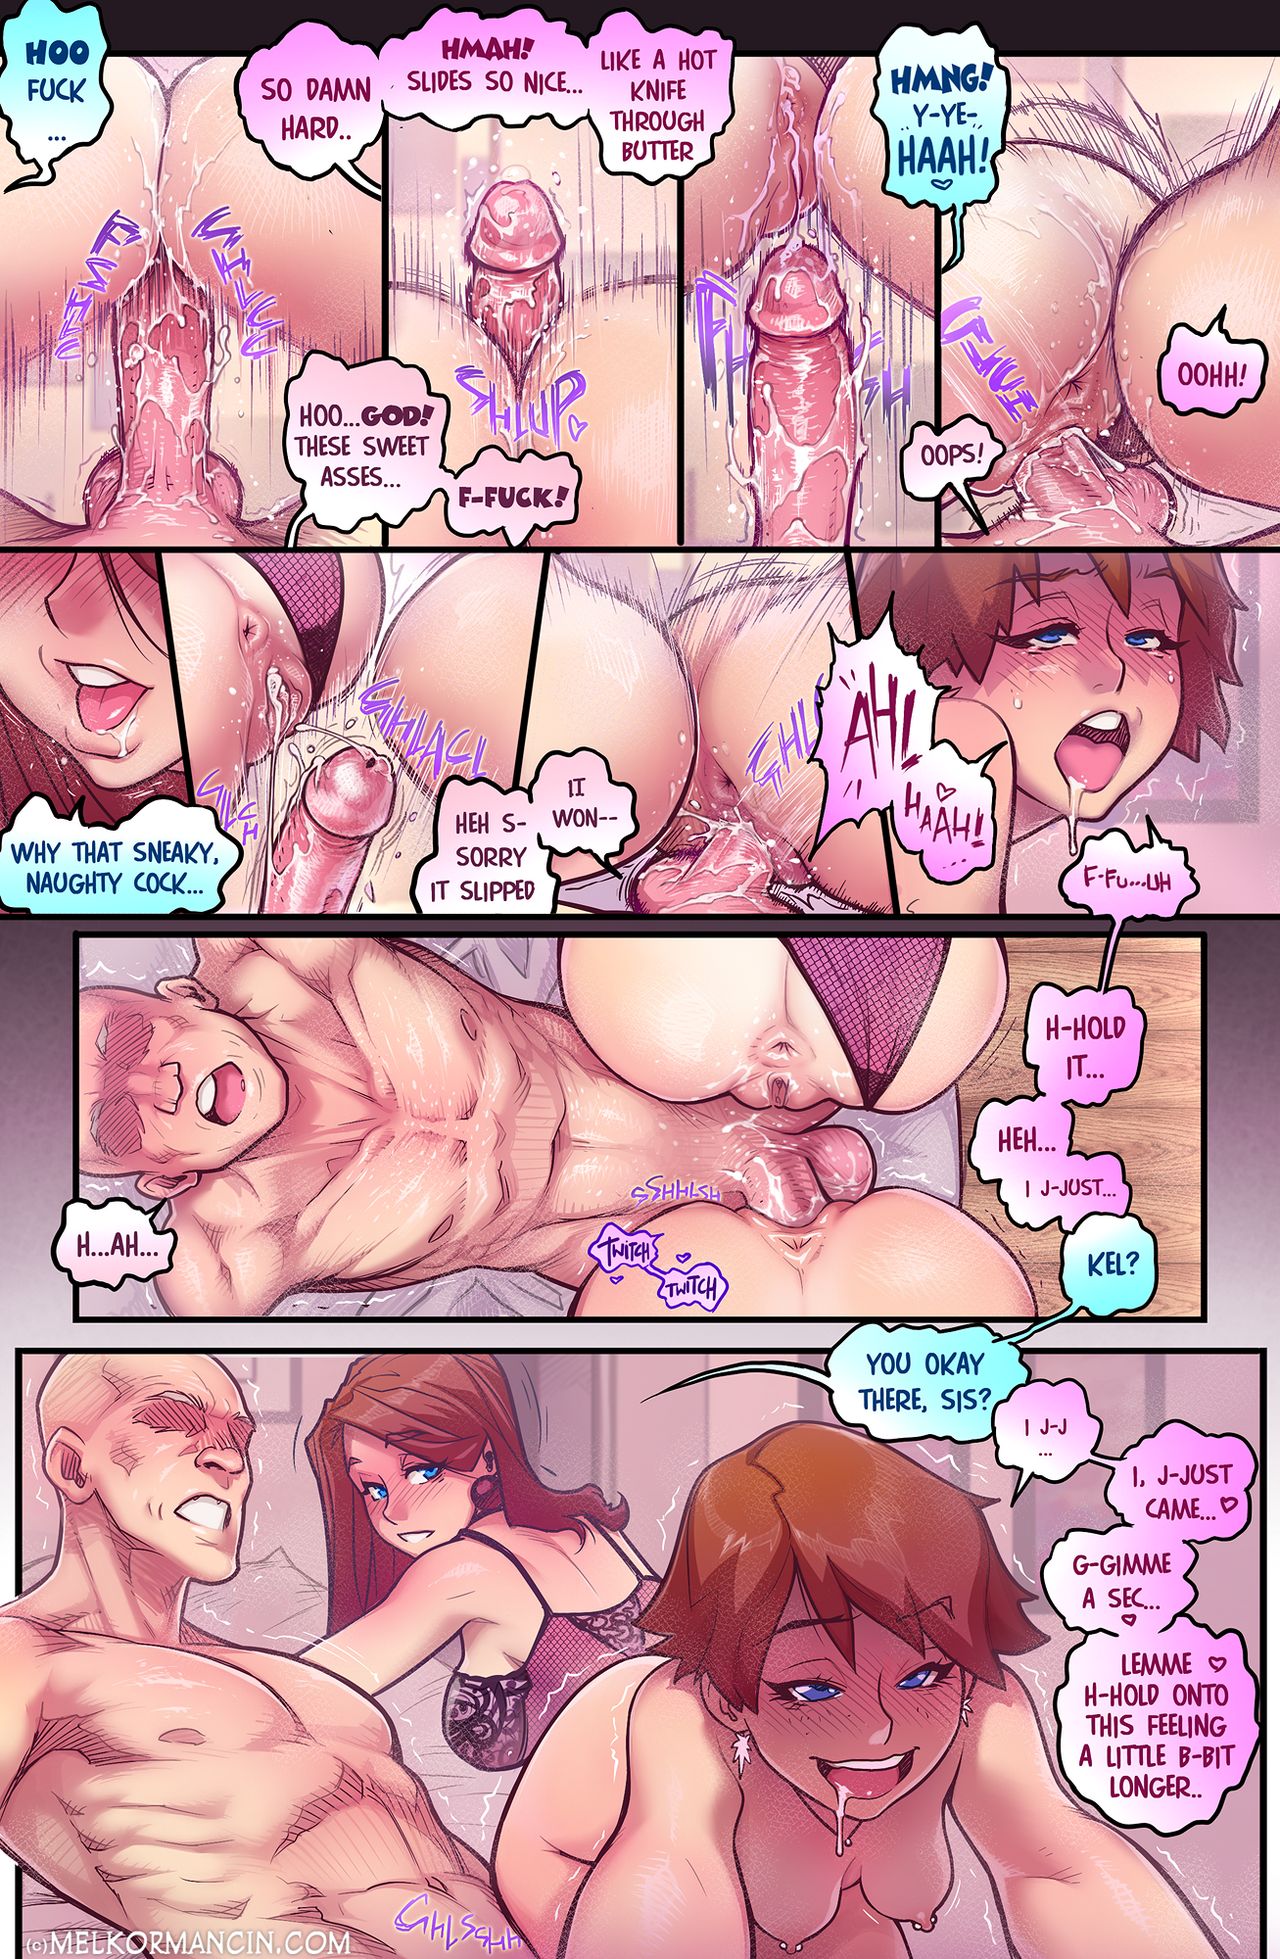 HOO
FUCK
...
SO DAMN
HARD..
HMAH!
SLIDES SO NICE...
LIKE A HOT
KNIFE
THROUGH
BUTTER
HMNG!
Y-YE-
HAAH!
HOO...GOD!
THESE SWEET
ASSES...
F-FUCK!
OOPS!
OOHH!
WHY THAT SNEAKY,
NAUGHTY COCK...
HEH S-
SORRY
IT SLIPPED
II
WON--
AH!
HAAH!
F-FU...UH
H-HOLD
IT...
HEH...
I J-JUST...
H...AH...
SSHHLSH
TWITCH
TWITCH
KEL?
YOU OKAY
THERE, SIS?
I J-J
...
I, J-JUST
CAME...
G-GIMME
A SEC...
LEMME
H-HOLD ONTO
THIS FEELING
A LITTLE B-BIT
LONGER..
GHLSSHH
(C)MELKORMANCIN.COM